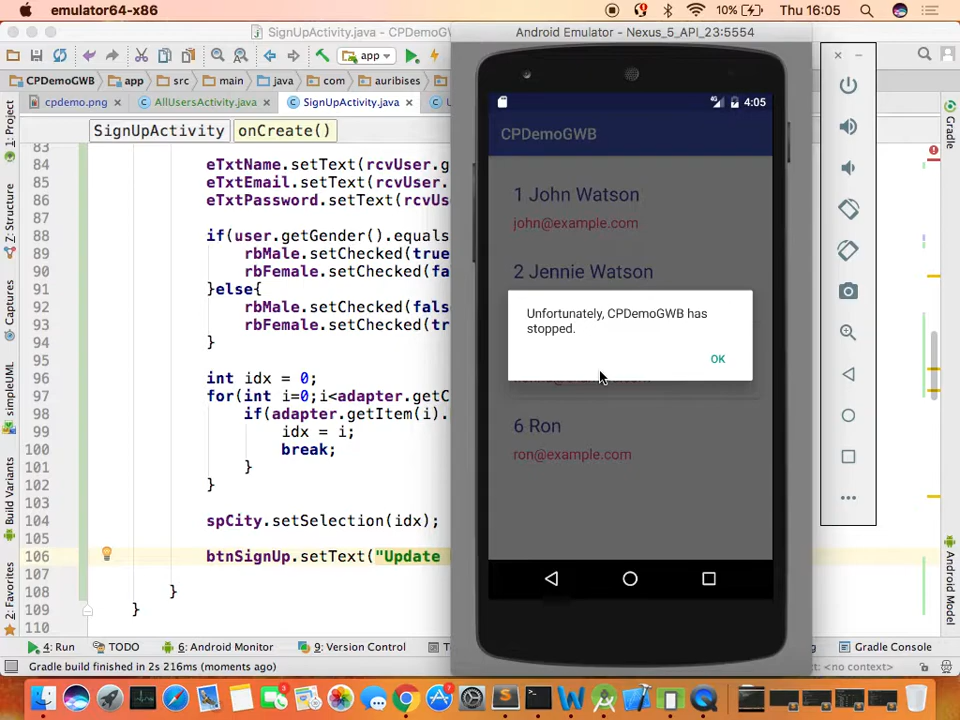 emulator64-x86
10%
Thu 16:05
SignUpActivity.java - CPDemoGW
Android Emulator - Nexus_5_API_23:5554
app
CPDemoGWB
app
src
main
java
com
auribises
cpdemo.png
AllUsersActivity.java
SignUpActivity.java
SignUpActivity
onCreate()
1: Project
Z: Structure
Captures
simpleUML
Build Variants
2: Favorites
Gradle
Android Model
83
84 eTxtName.setText(rcvUser.g
85 eTxtEmail.setText(rcvUser.
86 eTxtPassword.setText(rcvUs
87
88 if(user.getGender().equals
89 rbMale.setChecked(true
90 rbFemale.setChecked(fa
91 }else{
92 rbMale.setChecked(fals
93 rbFemale.setChecked(tr
94 }
95
96 int idx = 0;
97 for(int i=0;i<adapter.getC
98 if(adapter.getItem(i).
99 idx = i;
100 break;
101 }
102 }
103
104 spCity.setSelection(idx);
105
106 btnSignUp.setText("Update
107
108 }
109 }
110
4:05
CPDemoGWB
1 John Watson
john@example.com
2 Jennie Watson
Unfortunately, CPDemoGWB has
stopped.
OK
6 Ron
ron@example.com
4: Run
TODO
6: Android Monitor
9: Version Control
Gradle Console
Gradle build finished in 2s 216ms (moments ago)
: <no context>